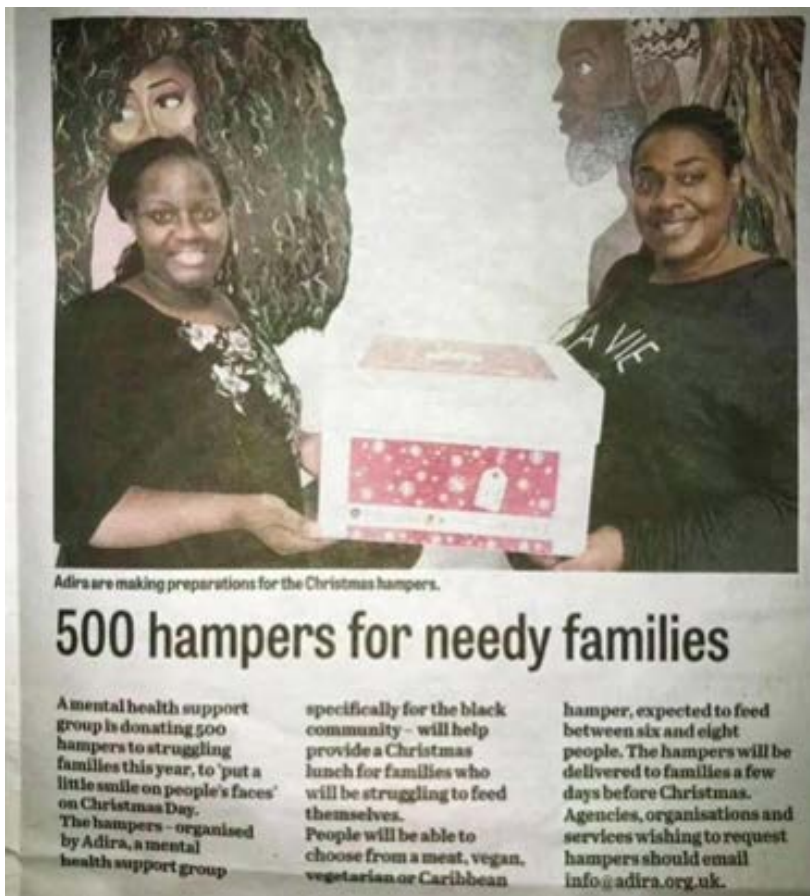 A VIE
Adira are making preparations for the Christmas hampers.
500 hampers for needy families
A mental health support
group is donating 500
hampers to struggling
families this year, to 'put a
little smile on people's faces'
on Christmas Day.
The hampers – organised
by Adira, a mental
health support group
specifically for the black
community – will help
provide a Christmas
lunch for families who
will be struggling to feed
themselves.
People will be able to
choose from a meat, vegan,
vegetarian or Caribbean
hamper, expected to feed
between six and eight
people. The hampers will be
delivered to families a few
days before Christmas.
Agencies, organisations and
services wishing to request
hampers should email
info@adira.org.uk.